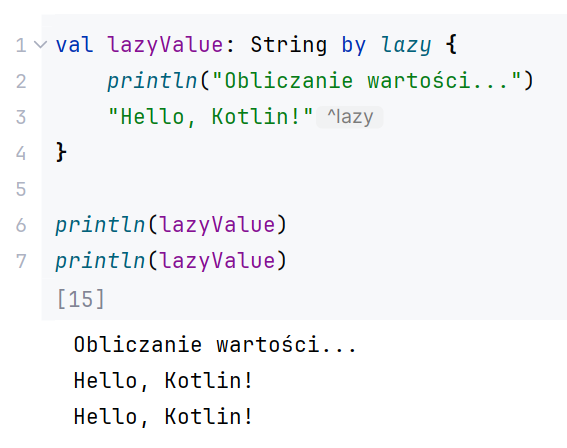 1 val lazyValue: String by lazy {
2 println("Obliczanie wartości...")
3 "Hello, Kotlin!" ^lazy
4 }
5
6 println(lazyValue)
7 println(lazyValue)
[15]
Obliczanie wartości...
Hello, Kotlin!
Hello, Kotlin!